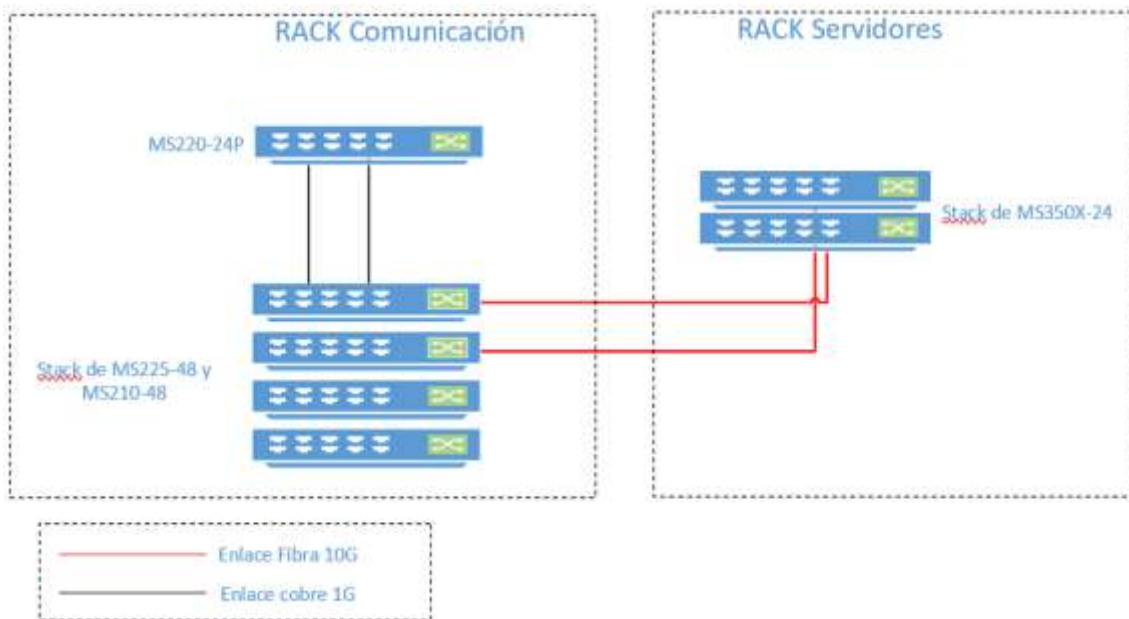 RACK Comunicación
RACK Servidores
MS220-24P
Stack de MS350X-24
Stack de MS225-48 y
MS210-48
Enlace Fibra 10G
Enlace cobre 1G